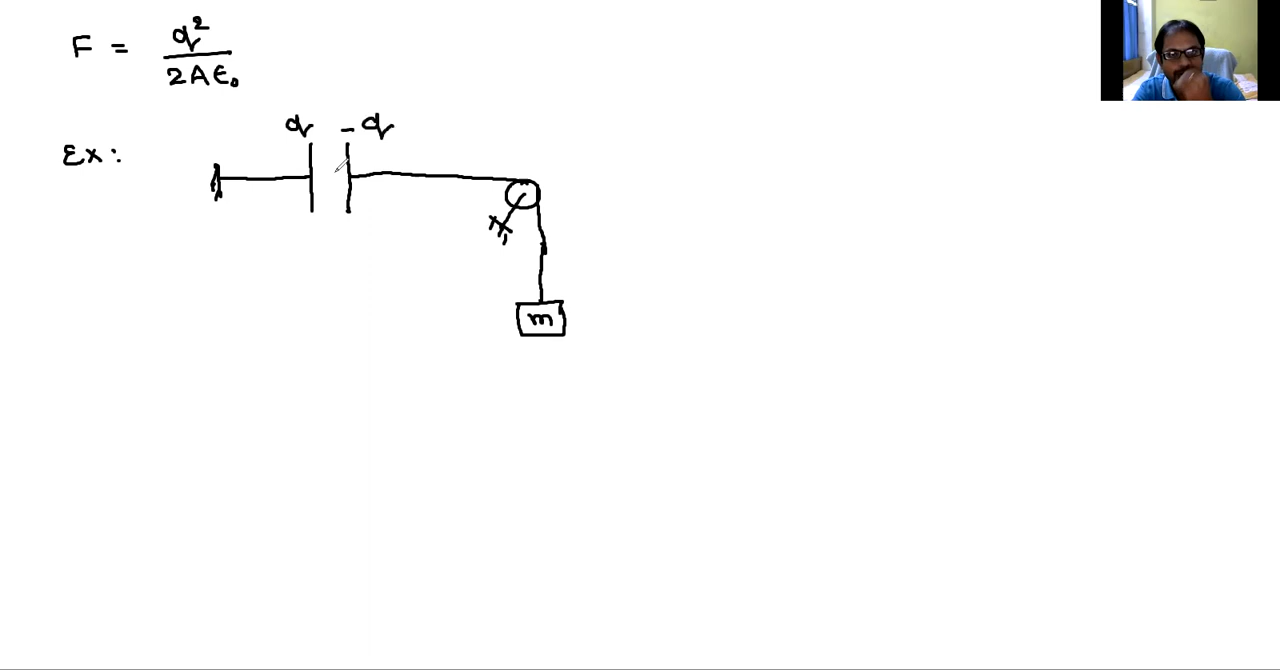 F = q²/2Aε₀
q -q
Ex:
m